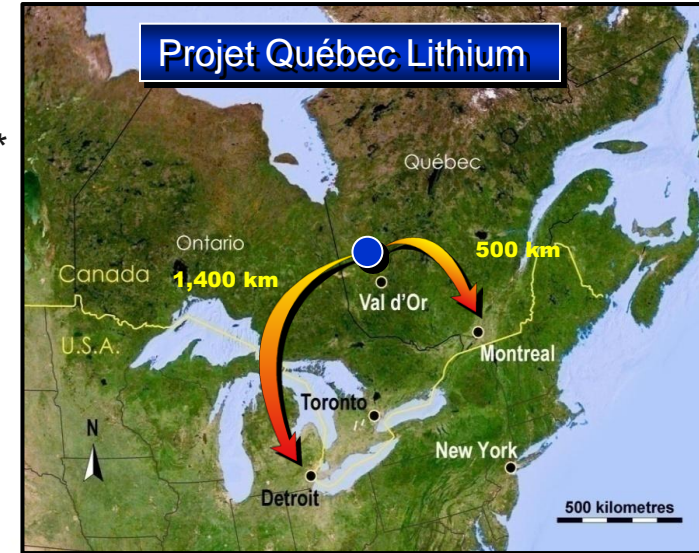 Projet Québec Lithium
*
Québec
Ontario
500 km
Canada
1,400 km
Val d'Or
U.S.A.
Montreal
Toronto
N
New York
Detroit
500 kilometres